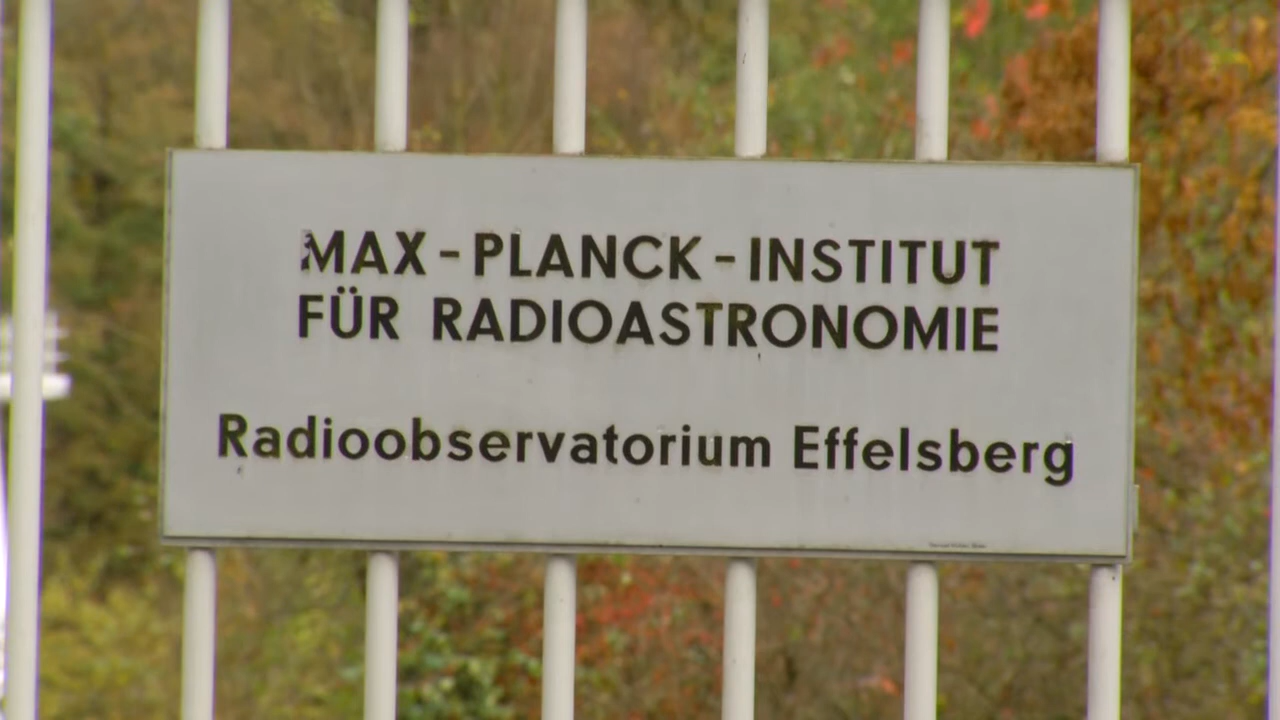 MAX-PLANCK-INSTITUT
FÜR RADIOASTRONOMIE
Radioobservatorium Effelsberg